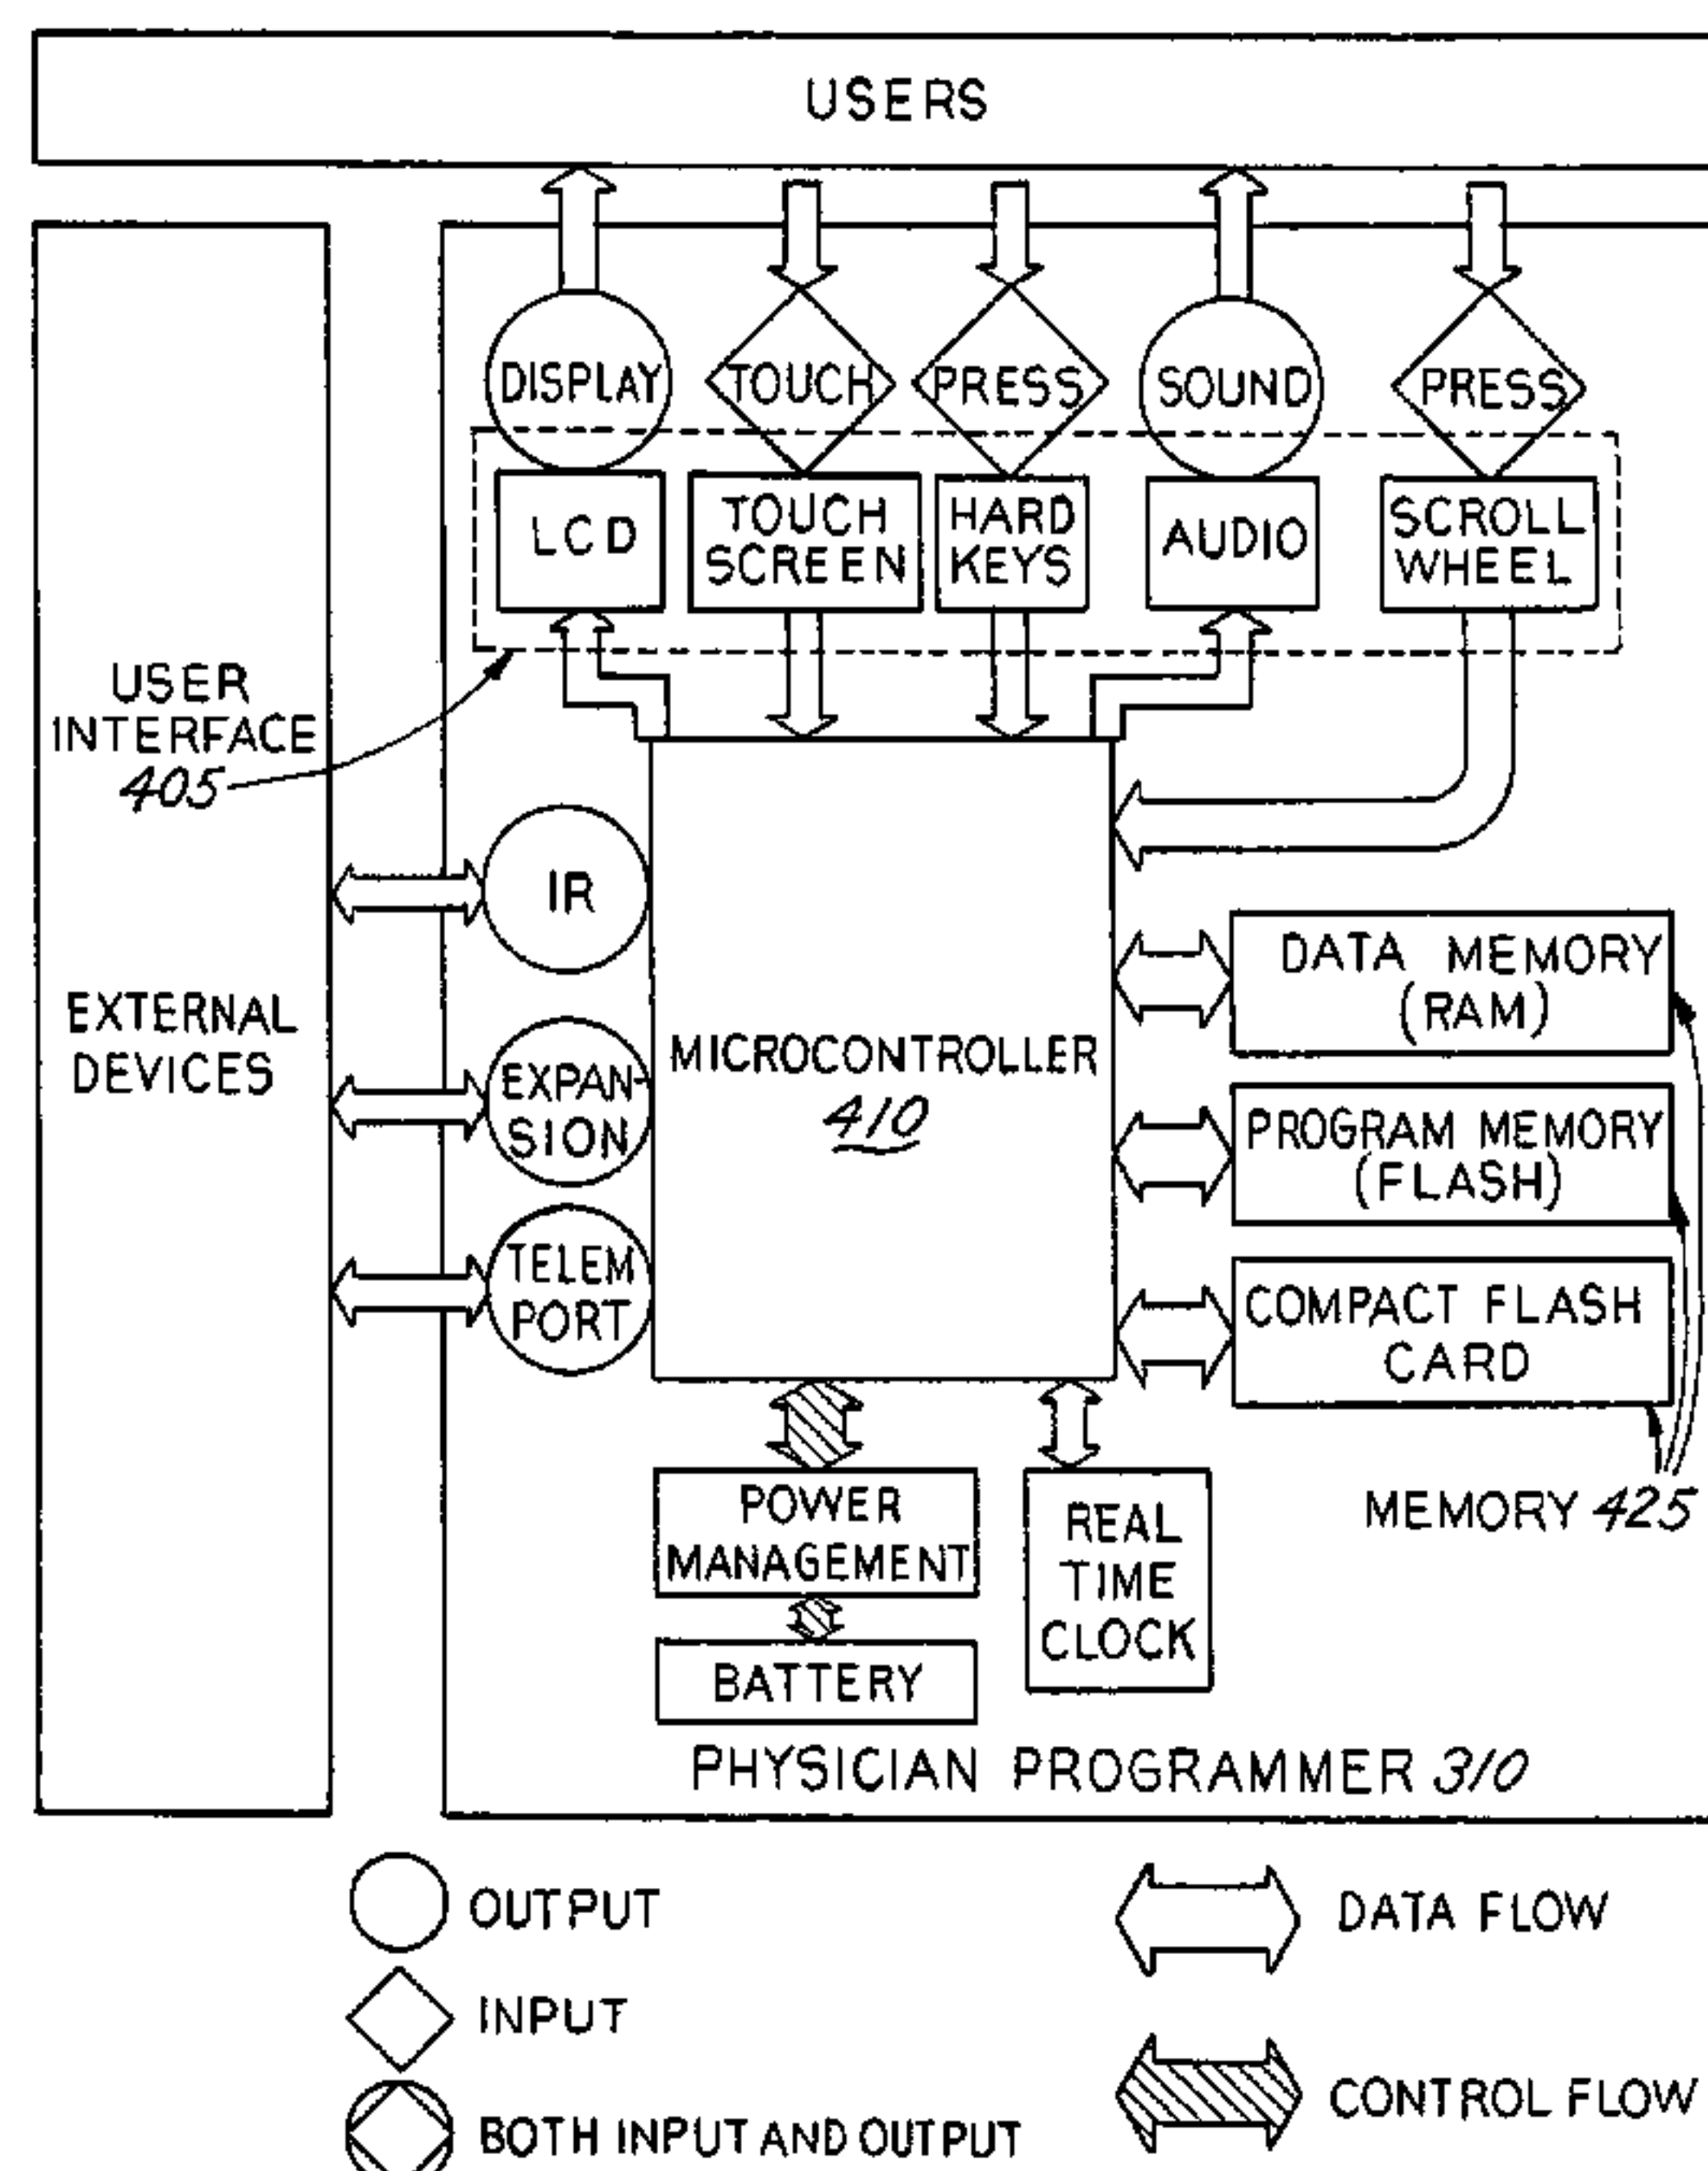 USERS
DISPLAY
TOUCH
PRESS
SOUND
PRESS
LCD
TOUCH
SCREEN
HARD
KEYS
AUDIO
SCROLL
WHEEL
USER
INTERFACE
405
IR
EXTERNAL
DEVICES
EXPAN-
SION
TELEM
PORT
MICROCONTROLLER
410
DATA MEMORY
(RAM)
PROGRAM MEMORY
(FLASH)
COMPACT FLASH
CARD
MEMORY 425
POWER
MANAGEMENT
REAL
TIME
CLOCK
BATTERY
PHYSICIAN PROGRAMMER 310
OUTPUT
INPUT
BOTH INPUT AND OUTPUT
DATA FLOW
CONTROL FLOW